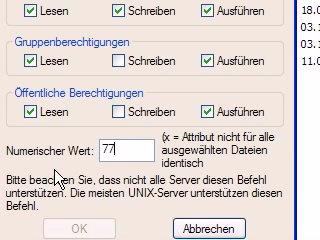 Lesen Schreiben Ausführen
Gruppenberechtigungen
Lesen Schreiben Ausführen
Öffentliche Berechtigungen
Lesen Schreiben Ausführen
Numerischer Wert: 77
(x = Attribut nicht für alle
ausgewählten Dateien
identisch
Bitte Sie, dass nicht alle Server diesen Befehl
unterstützen. Die meisten UNIX-Server unterstützen diesen
Befehl.
OK Abbrechen
18.0
03.1
03.1
11.0